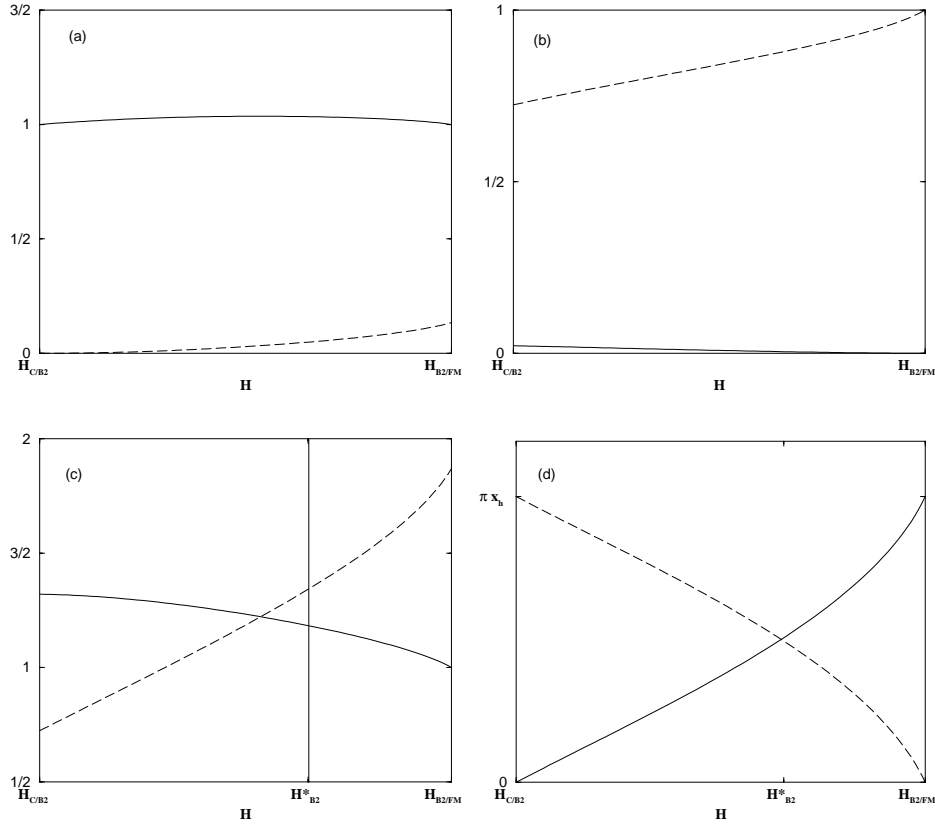 3/2
(a)
1
1/2
0
H_C/B2
H_B2/FM
H
1
(b)
1/2
0
H_C/B2
H_B2/FM
H
2
(c)
3/2
1
1/2
H_C/B2
H*_B2
H_B2/FM
H
(d)
π x_h
0
H_C/B2
H*_B2
H_B2/FM
H